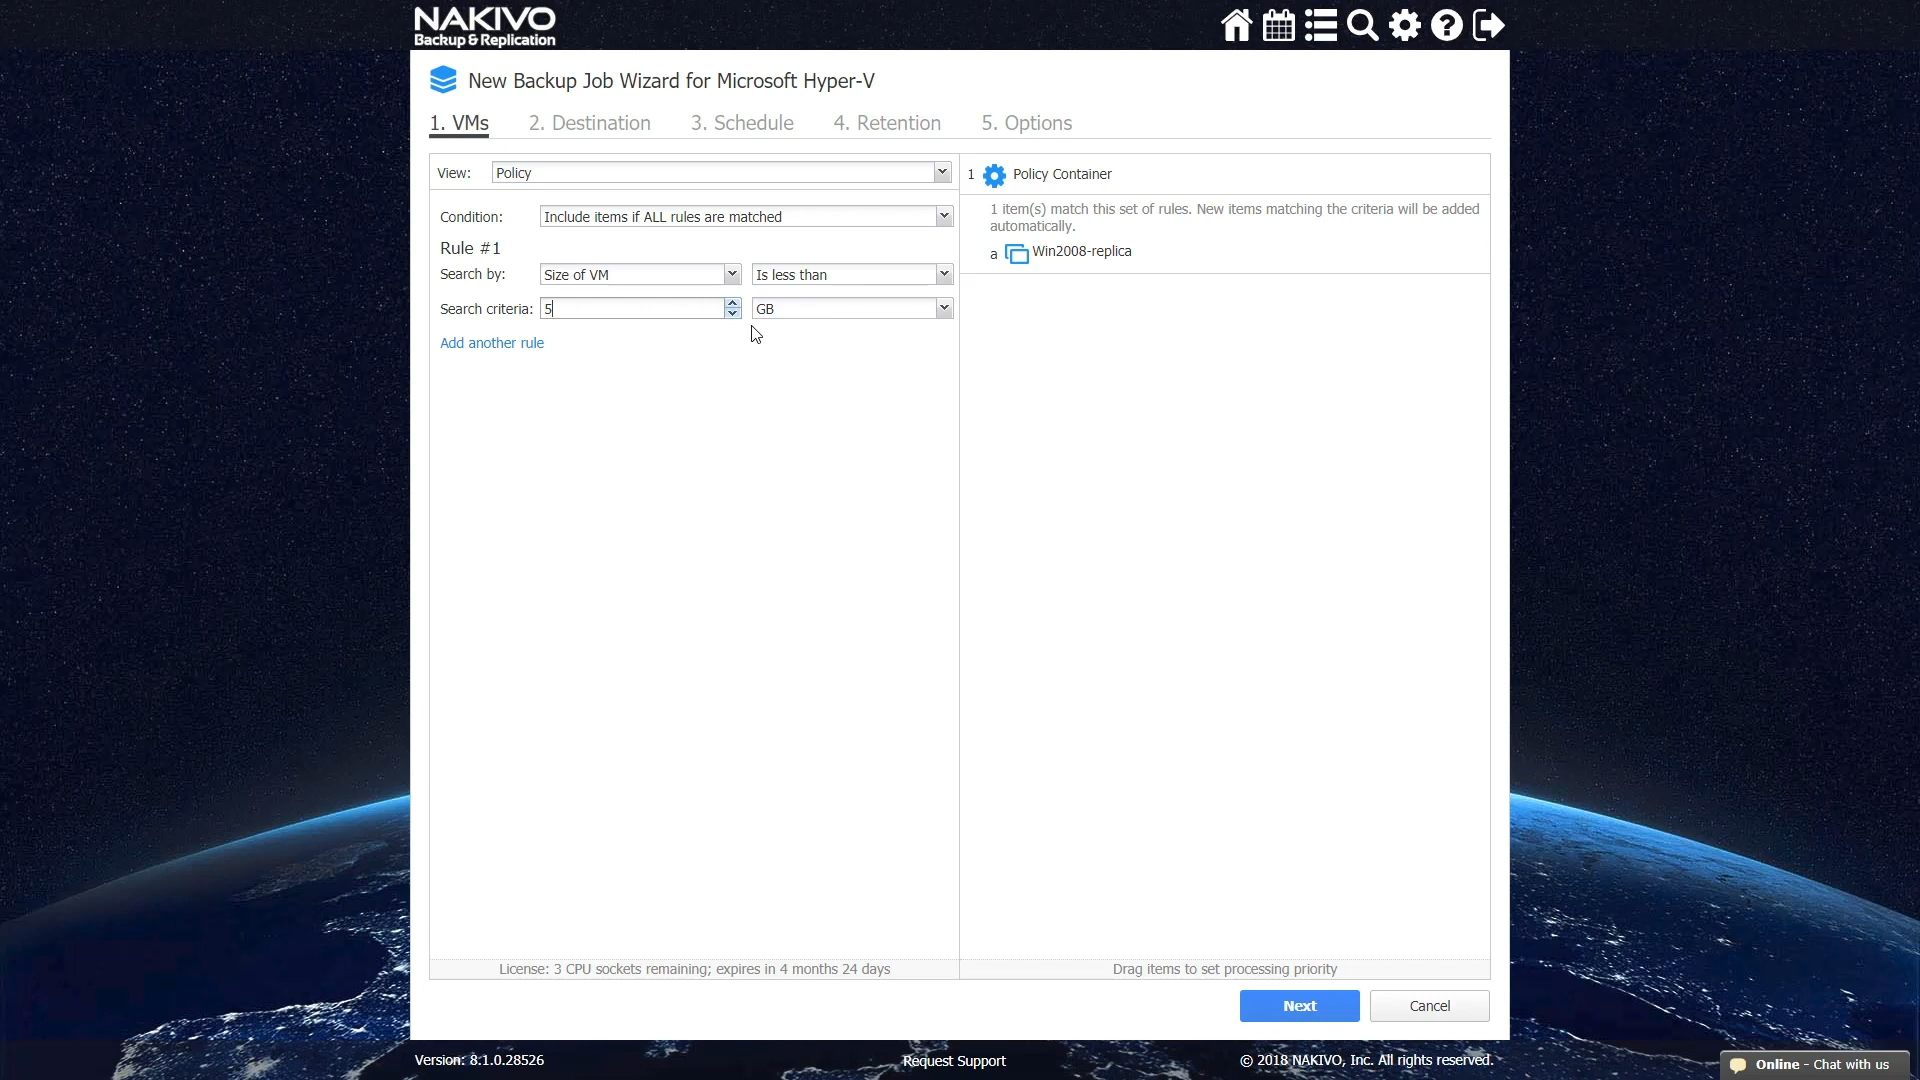 NAKIVO
Backup & Replication
New Backup Job Wizard for Microsoft Hyper-V
1. VMs 2. Destination 3. Schedule 4. Retention 5. Options
View: Policy
Condition: Include items if ALL rules are matched
Rule #1
Search by: Size of VM Is less than
Search criteria: 5 GB
Add another rule
1 Policy Container
1 item(s) match this set of rules. New items matching the criteria will be added
automatically.
a Win2008-replica
License: 3 CPU sockets remaining; expires in 4 months 24 days
Drag items to set processing priority
Next Cancel
Version: 8.1.0.28526 Request Support © 2018 NAKIVO, Inc. All rights reserved.
Online - Chat with us